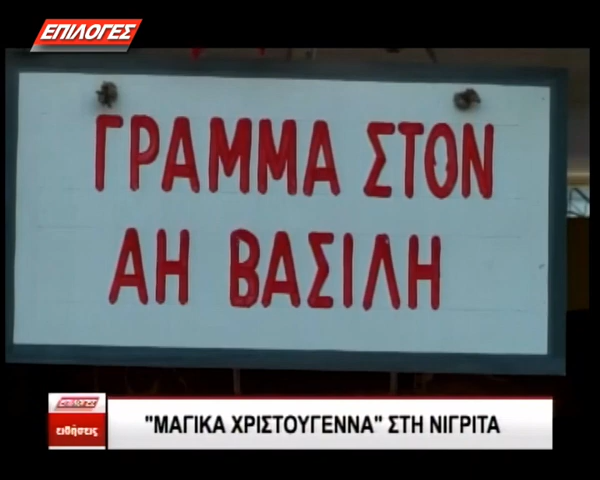 ΕΠΙΛΟΓΕΣ
ΓΡΑΜΜΑ ΣΤΟΝ
ΑΗ ΒΑΣΙΛΗ
ΕΠΙΛΟΓΕΣ
ειδήσεις
"ΜΑΓΙΚΑ ΧΡΙΣΤΟΥΓΕΝΝΑ" ΣΤΗ ΝΙΓΡΙΤΑ